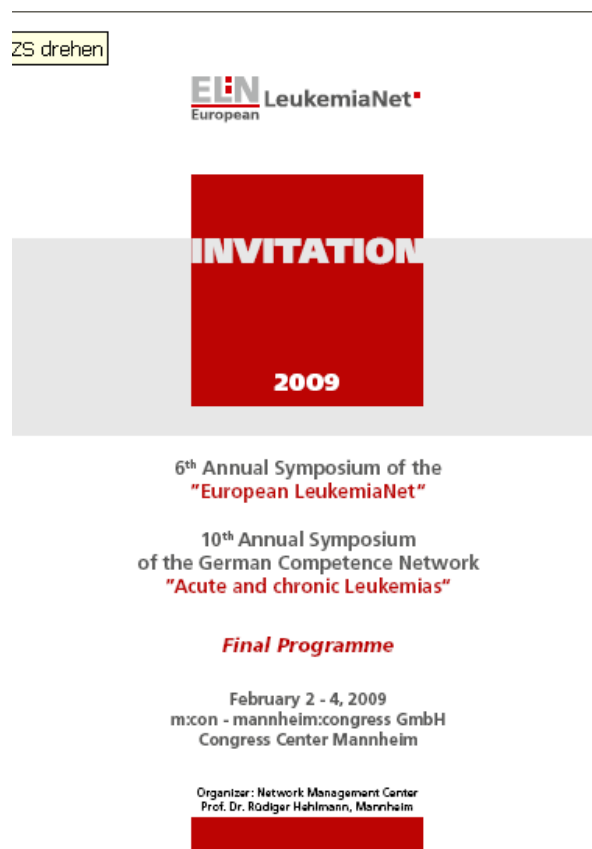 ZS drehen
ELN LeukemiaNet
European
INVITATION
2009
6th Annual Symposium of the
”European LeukemiaNet“
10th Annual Symposium
of the German Competence Network
”Acute and chronic Leukemias“
Final Programme
February 2 - 4, 2009
m:con - mannheim:congress GmbH
Congress Center Mannheim
Organizer: Network Management Center
Prof. Dr. Rüdiger Hehlmann, Mannheim